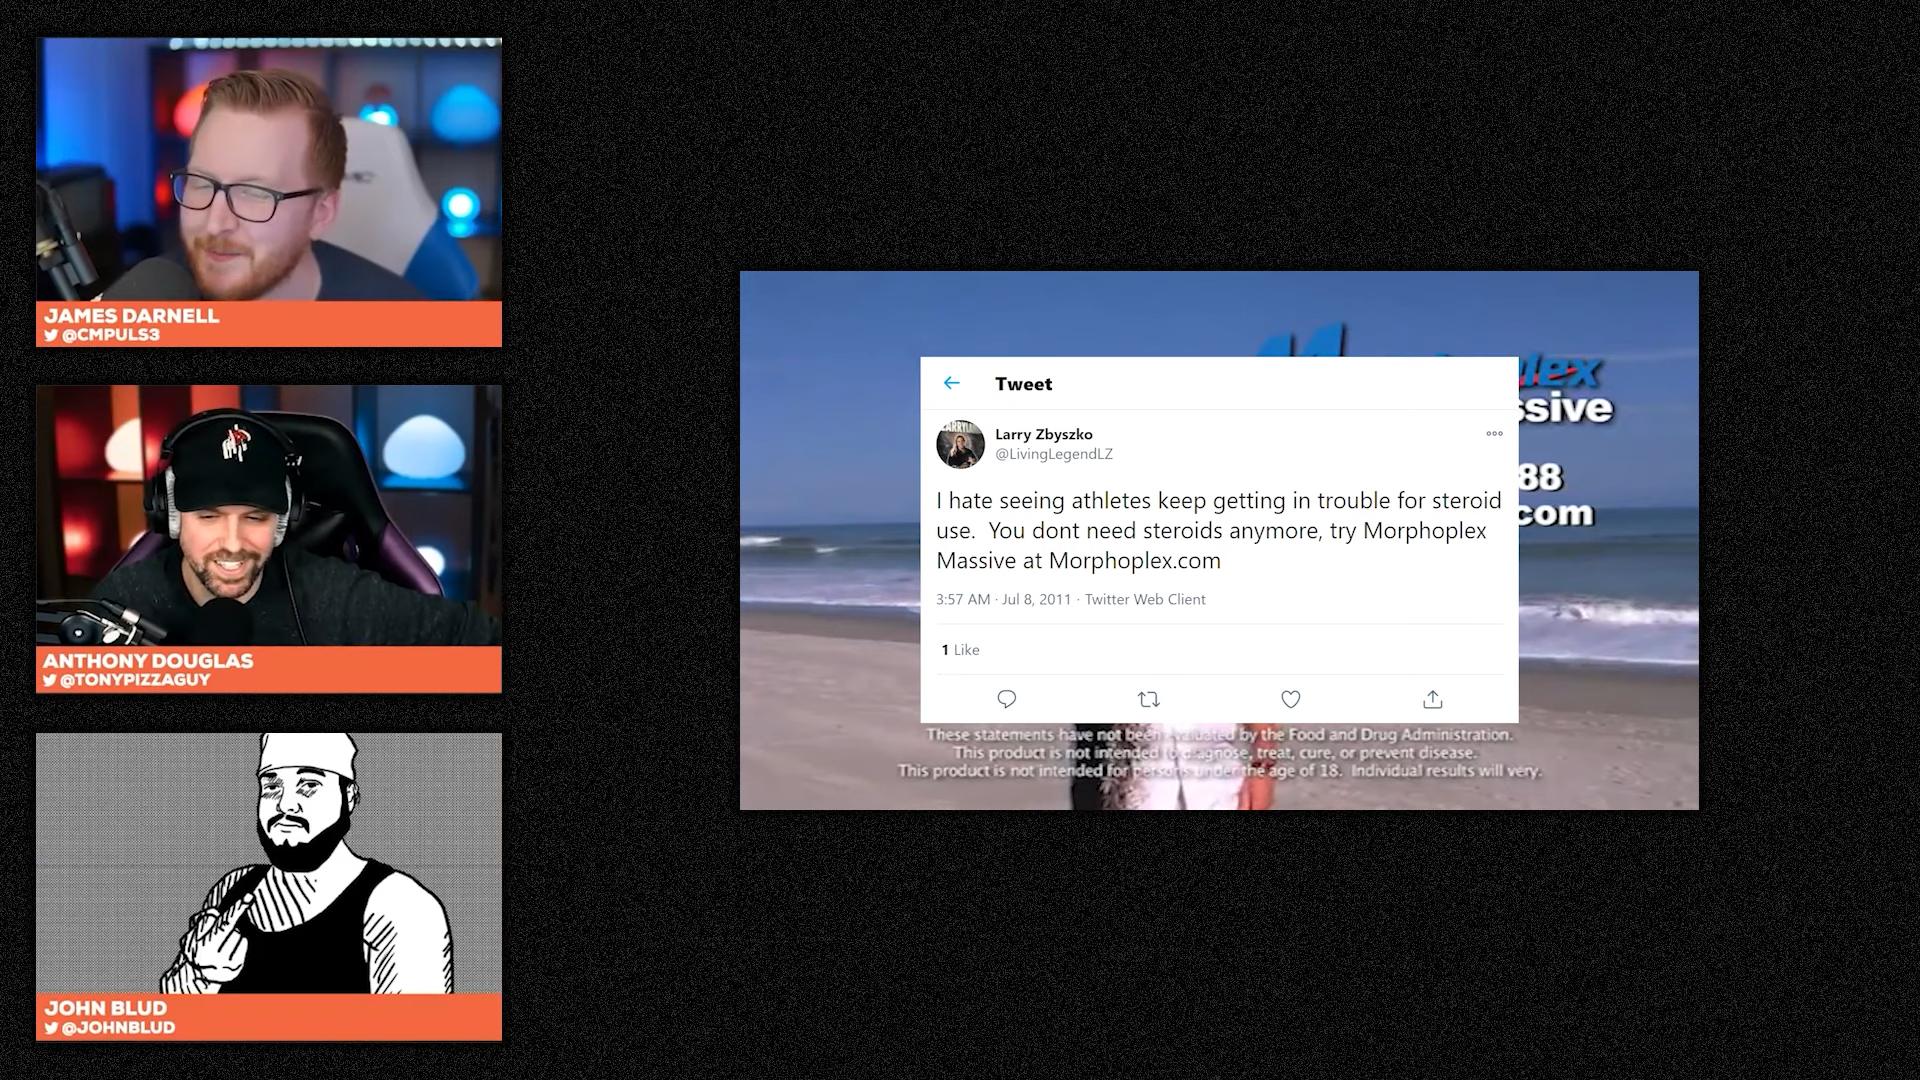 JAMES DARNELL
@CMPULS3
ANTHONY DOUGLAS
@TONYPIZZAGUY
JOHN BLUD
@JOHNBLUD
Tweet
Larry Zbyszko
@LivingLegendLZ
I hate seeing athletes keep getting in trouble for steroid
use.  You dont need steroids anymore, try Morphoplex
Massive at Morphoplex.com
3:57 AM · Jul 8, 2011 · Twitter Web Client
1 Like
lex
ssive
88
com
These statements have not been evaluated by the Food and Drug Administration.
This product is not intended to diagnose, treat, cure, or prevent disease.
This product is not intended for persons under the age of 18. Individual results will very.